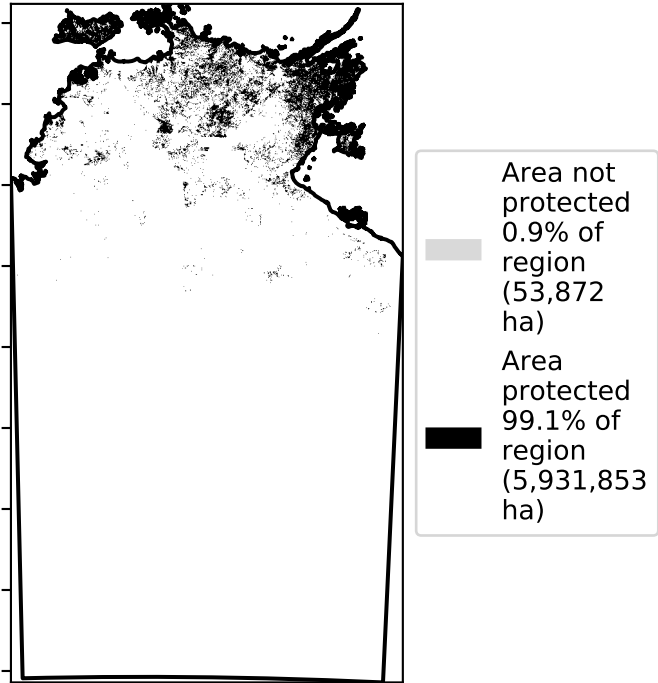 Area not
protected
0.9% of
region
(53,872
ha)
Area
protected
99.1% of
region
(5,931,853
ha)